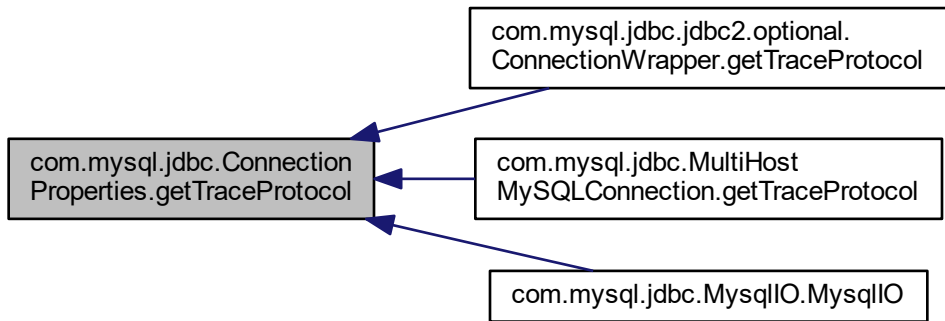 com.mysql.jdbc.jdbc2.optional.
ConnectionWrapper.getTraceProtocol
com.mysql.jdbc.Connection
Properties.getTraceProtocol
com.mysql.jdbc.MultiHost
MySQLConnection.getTraceProtocol
com.mysql.jdbc.MysqlIO.MysqlIO